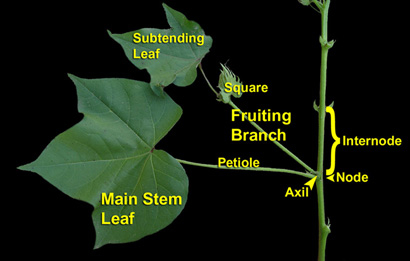 Subtending
Leaf
Square
Fruiting
Branch
Internode
Petiole
Node
Axil
Main Stem
Leaf